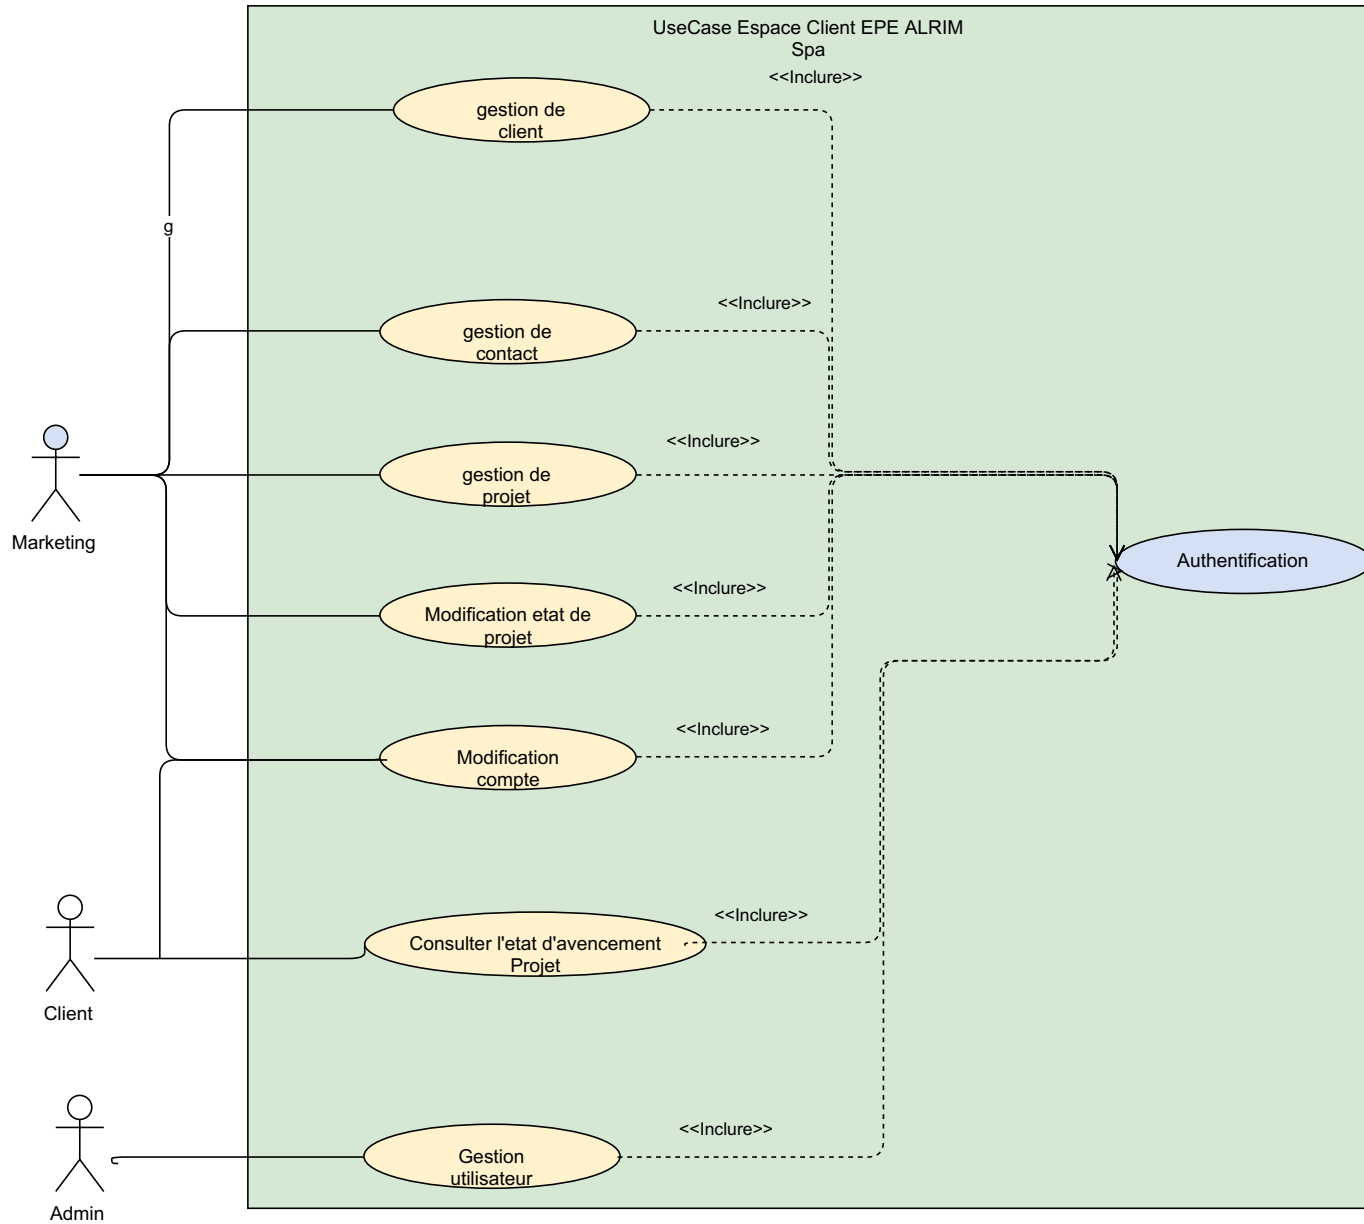 UseCase Espace Client EPE ALRIM
Spa
<<Inclure>>
gestion de
client
g
<<Inclure>>
gestion de
contact
<<Inclure>>
gestion de
projet
Marketing
Authentification
<<Inclure>>
Modification etat de
projet
<<Inclure>>
Modification
compte
<<Inclure>>
Consulter l'etat d'avencement
Projet
Client
<<Inclure>>
Gestion
utilisateur
Admin